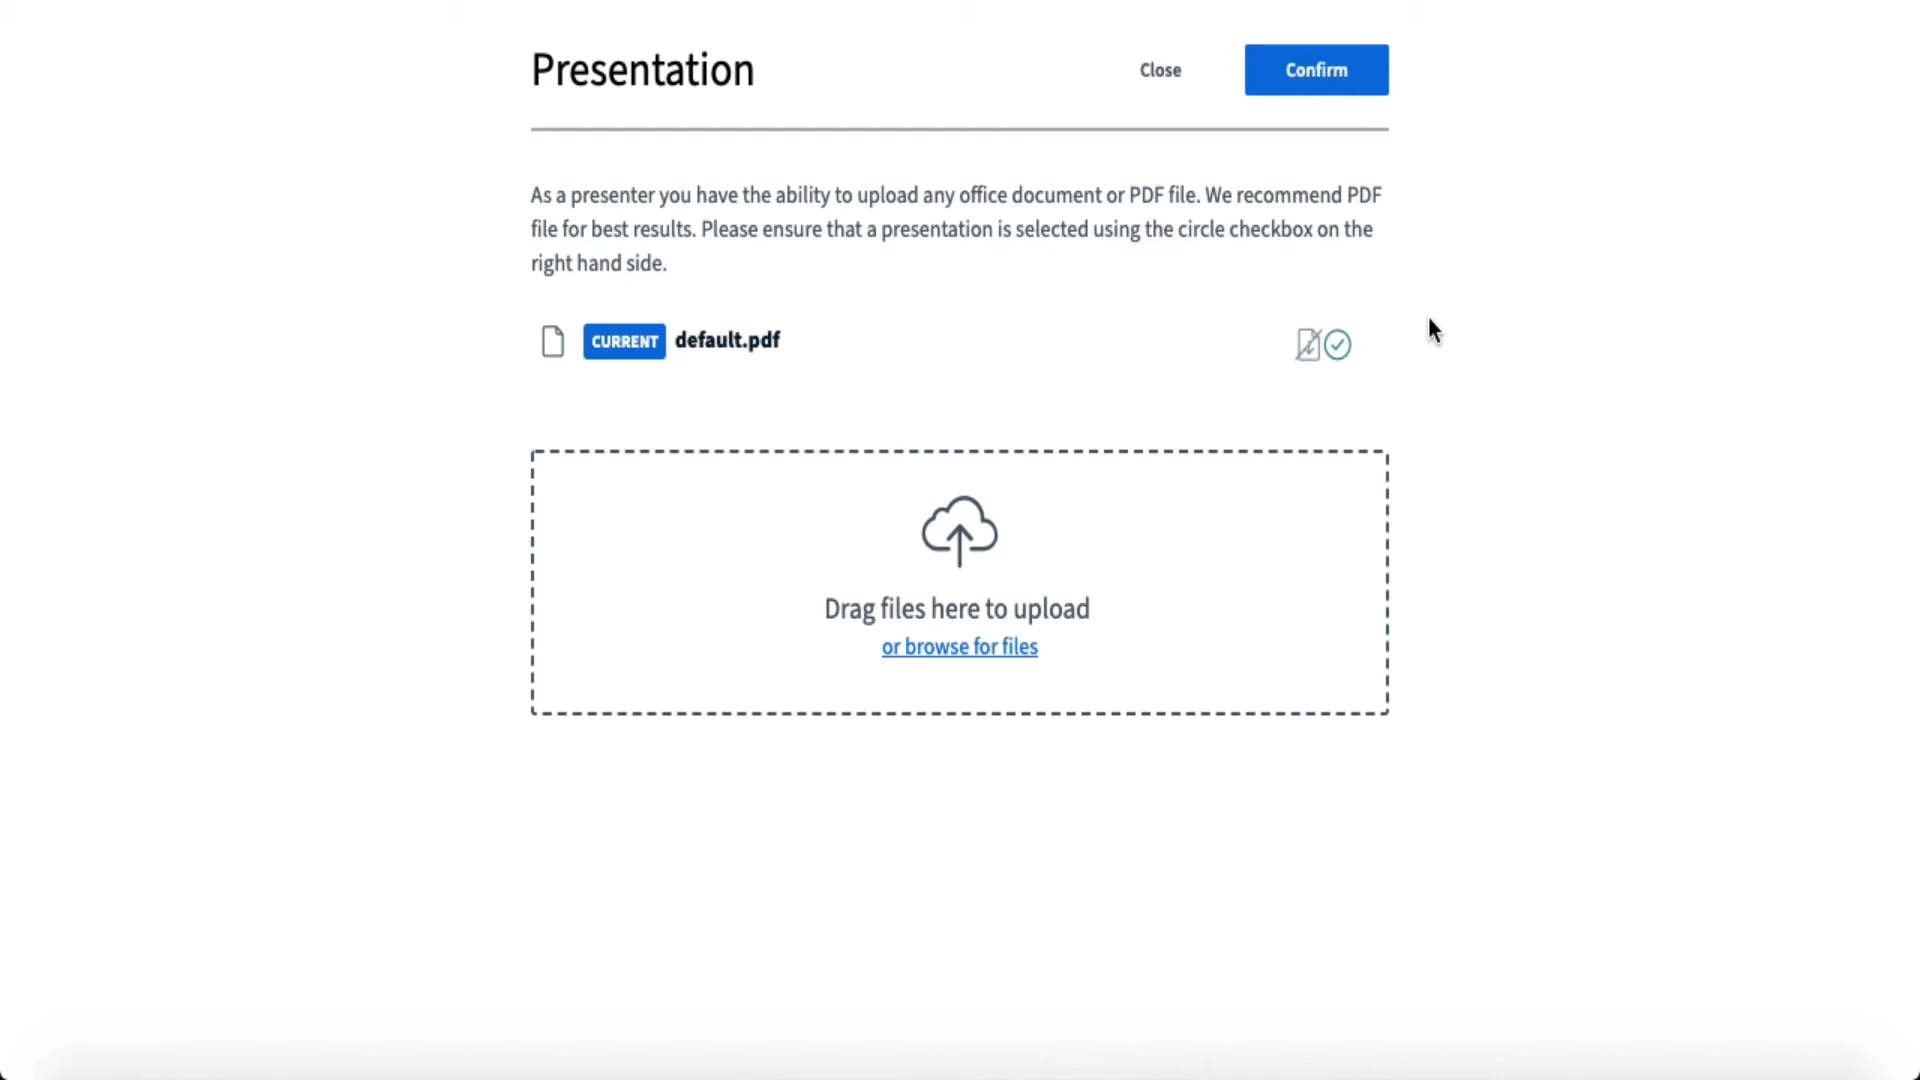 Presentation
Close
Confirm
As a presenter you have the ability to upload any office document or PDF file. We recommend PDF
file for best results. Please ensure that a presentation is selected using the circle checkbox on the
right hand side.
CURRENT default.pdf
Drag files here to upload
or browse for files